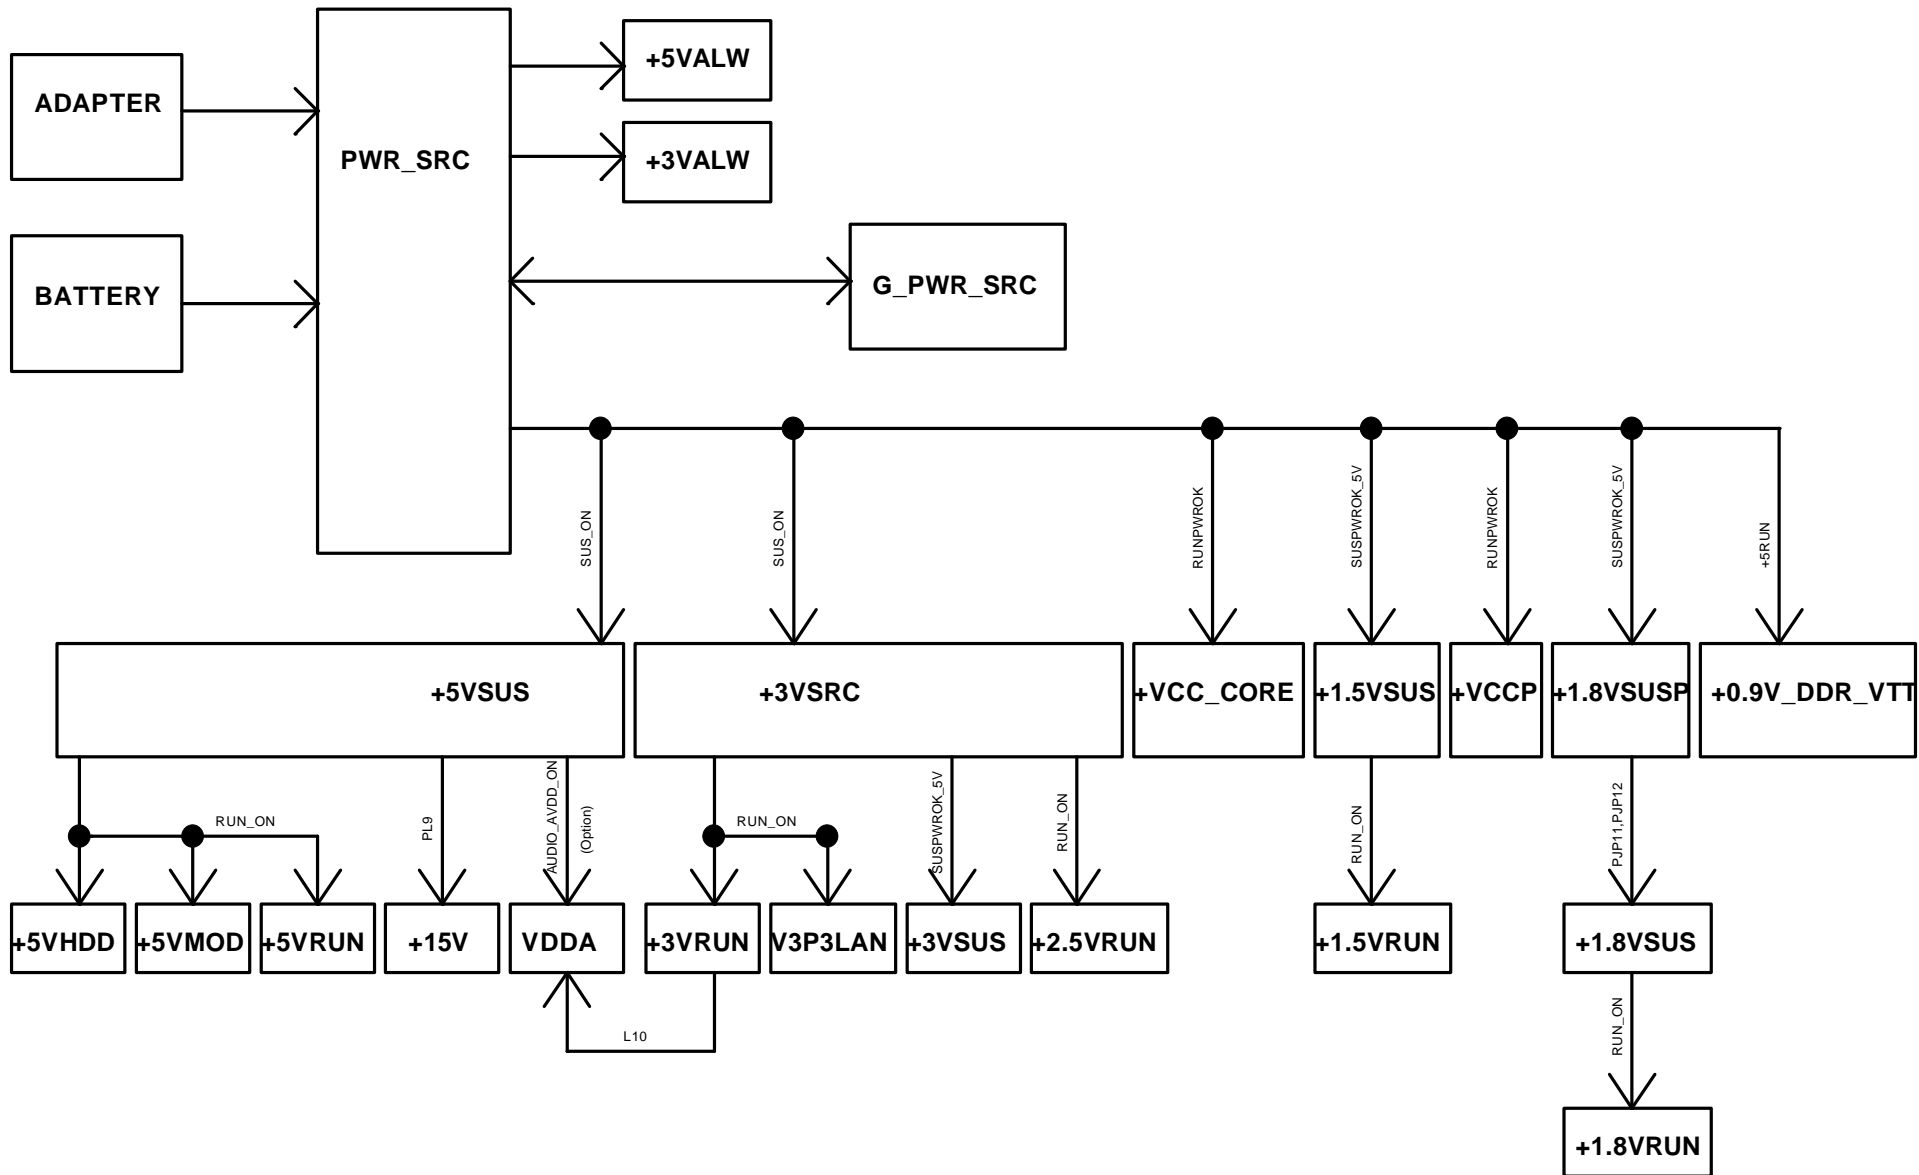 +5VALW
ADAPTER
PWR_SRC
+3VALW
BATTERY
G_PWR_SRC
SUS_ON
SUS_ON
RUNPWROK
SUSPWROK_5V
RUNPWROK
SUSPWROK_5V
+5RUN
+5VSUS
+3VSRC
+VCC_CORE
+1.5VSUS
+VCCP
+1.8VSUSP
+0.9V_DDR_VTT
RUN_ON
PL9
AUDIO_AVDD_ON
(Option)
RUN_ON
SUSPWROK_5V
RUN_ON
RUN_ON
PJP11,PJP12
+5VHDD
+5VMOD
+5VRUN
+15V
VDDA
+3VRUN
V3P3LAN
+3VSUS
+2.5VRUN
+1.5VRUN
+1.8VSUS
L10
RUN_ON
+1.8VRUN